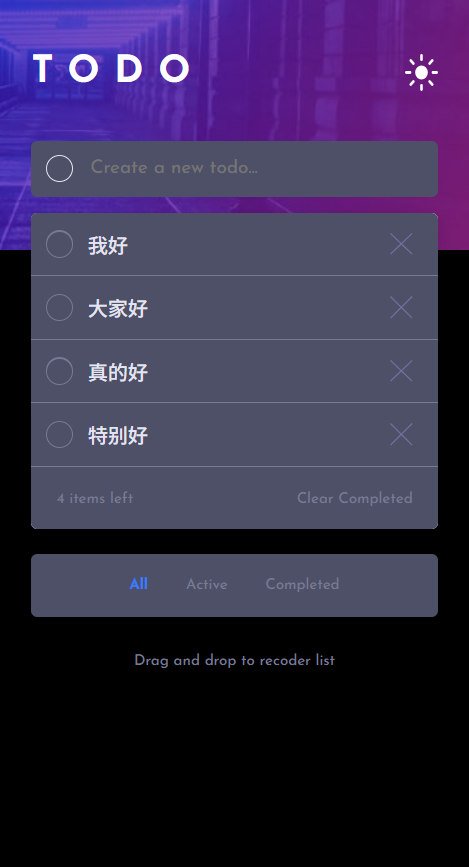 TODO
Create a new todo...
我好
大家好
真的好
特别好
4 items left
Clear Completed
All
Active
Completed
Drag and drop to recoder list